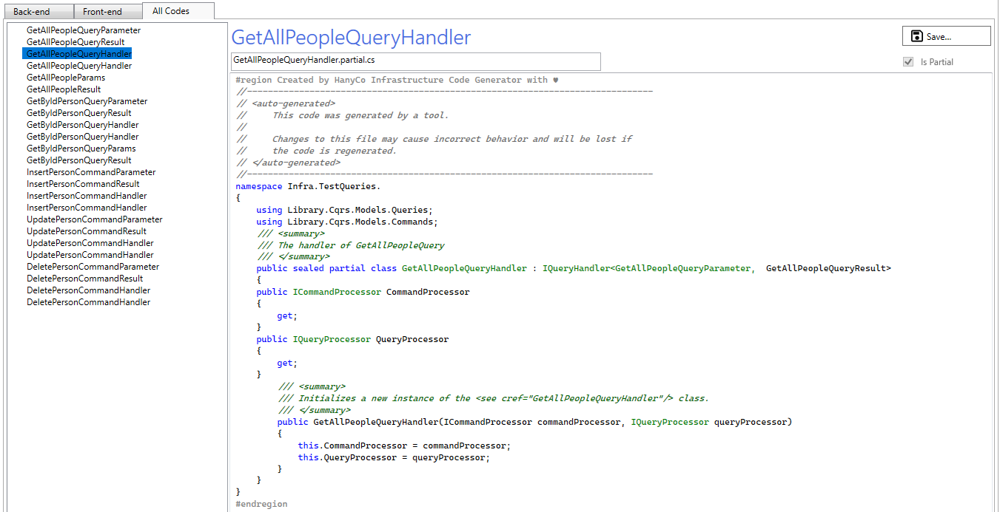 Back-end
Front-end
All Codes
GetAllPeopleQueryParameter
GetAllPeopleQueryResult
GetAllPeopleQueryHandler
GetAllPeopleQueryHandler
GetAllPeopleParams
GetAllPeopleResult
GetByIdPersonQueryParameter
GetByIdPersonQueryResult
GetByIdPersonQueryHandler
GetByIdPersonQueryHandler
GetByIdPersonQueryParams
GetByIdPersonQueryResult
InsertPersonCommandParameter
InsertPersonCommandResult
InsertPersonCommandHandler
InsertPersonCommandHandler
UpdatePersonCommandParameter
UpdatePersonCommandResult
UpdatePersonCommandHandler
UpdatePersonCommandHandler
DeletePersonCommandParameter
DeletePersonCommandResult
DeletePersonCommandHandler
DeletePersonCommandHandler
GetAllPeopleQueryHandler
Save...
GetAllPeopleQueryHandler.partial.cs
Is Partial
#region Created by HanyCo Infrastructure Code Generator with ♥
//------------------------------------------------------------------------------
// <auto-generated>
//     This code was generated by a tool.
//
//     Changes to this file may cause incorrect behavior and will be lost if
//     the code is regenerated.
// </auto-generated>
//------------------------------------------------------------------------------
namespace Infra.TestQueries.
{
    using Library.Cqrs.Models.Queries;
    using Library.Cqrs.Models.Commands;
    /// <summary>
    /// The handler of GetAllPeopleQuery
    /// </summary>
    public sealed partial class GetAllPeopleQueryHandler : IQueryHandler<GetAllPeopleQueryParameter,  GetAllPeopleQueryResult>
    {
    public ICommandProcessor CommandProcessor
    {
        get;
    }
    public IQueryProcessor QueryProcessor
    {
        get;
    }
        /// <summary>
        /// Initializes a new instance of the <see cref="GetAllPeopleQueryHandler"/> class.
        /// </summary>
        public GetAllPeopleQueryHandler(ICommandProcessor commandProcessor, IQueryProcessor queryProcessor)
        {
            this.CommandProcessor = commandProcessor;
            this.QueryProcessor = queryProcessor;
        }
    }
}
#endregion